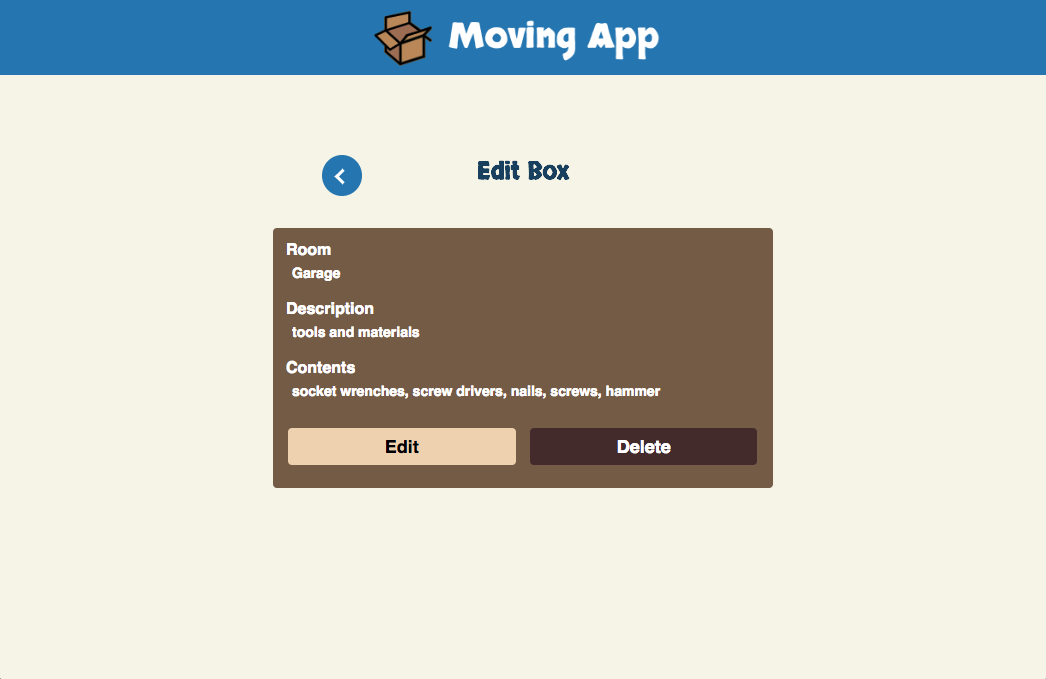 Moving App
Edit Box
Room
Garage
Description
tools and materials
Contents
socket wrenches, screw drivers, nails, screws, hammer
Edit
Delete